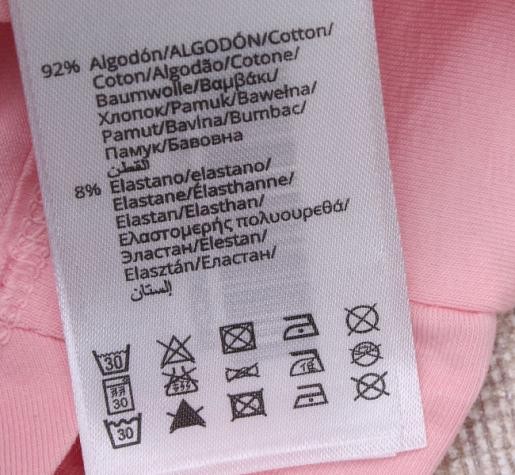 92% Algodón/ALGODÓN/Cotton/
Coton/Algodão/Cotone/
Baumwolle/Βαμβάκι/
Хлопок/Pamuk/Bawełna/
Pamut/Bavlna/Bumbac/
Памук/Бавовна
القطن
8% Elastano/elastano/
Elastane/Élasthanne/
Elastan/Elasthan/
Ελαστομερής πολυουρεθά/
Эластан/Elestan/
Elasztán/Еластан/
إلستان
30
30
30